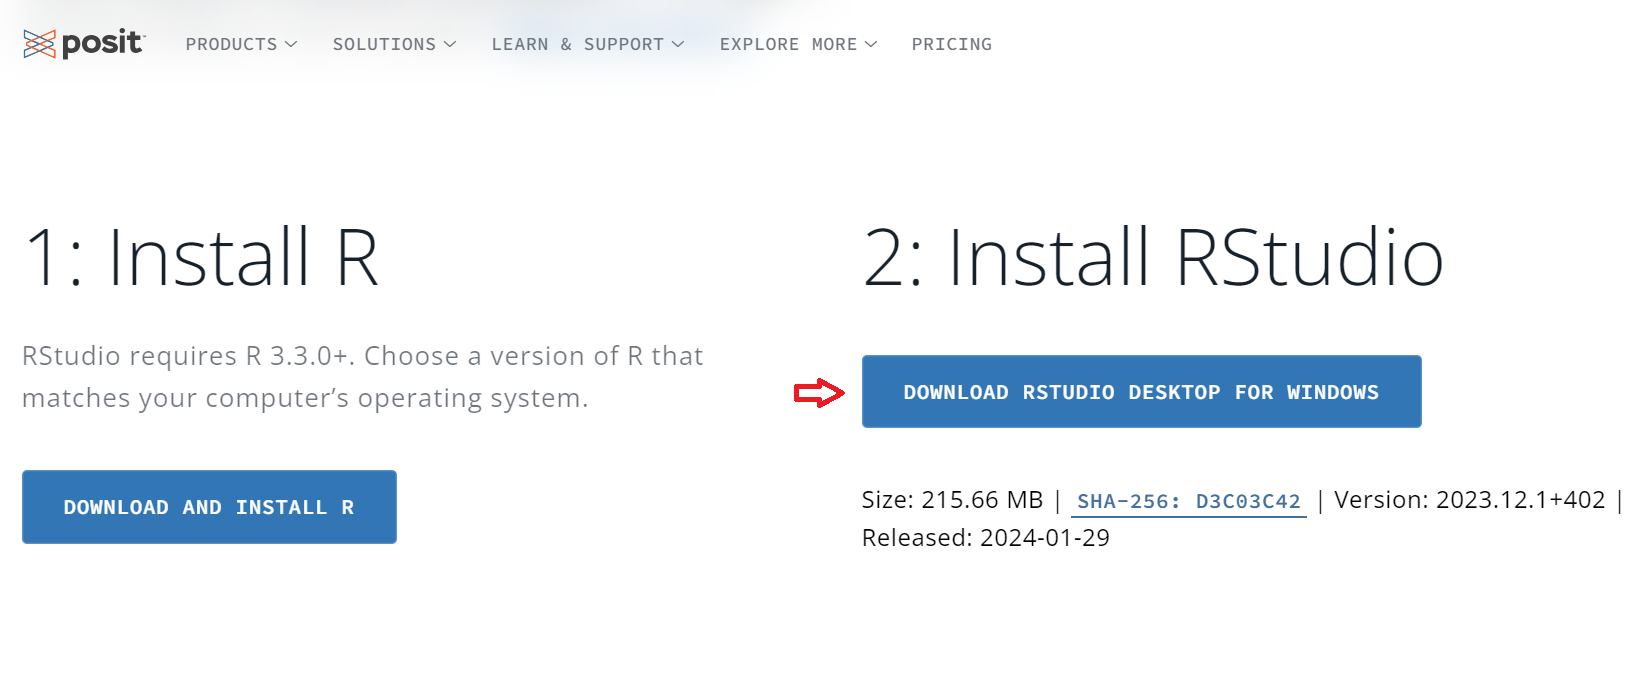 posit™
PRODUCTS
SOLUTIONS
LEARN & SUPPORT
EXPLORE MORE
PRICING
1: Install R
RStudio requires R 3.3.0+. Choose a version of R that
matches your computer’s operating system.
DOWNLOAD AND INSTALL R
2: Install RStudio
DOWNLOAD RSTUDIO DESKTOP FOR WINDOWS
Size: 215.66 MB | SHA-256: D3C03C42 | Version: 2023.12.1+402 |
Released: 2024-01-29